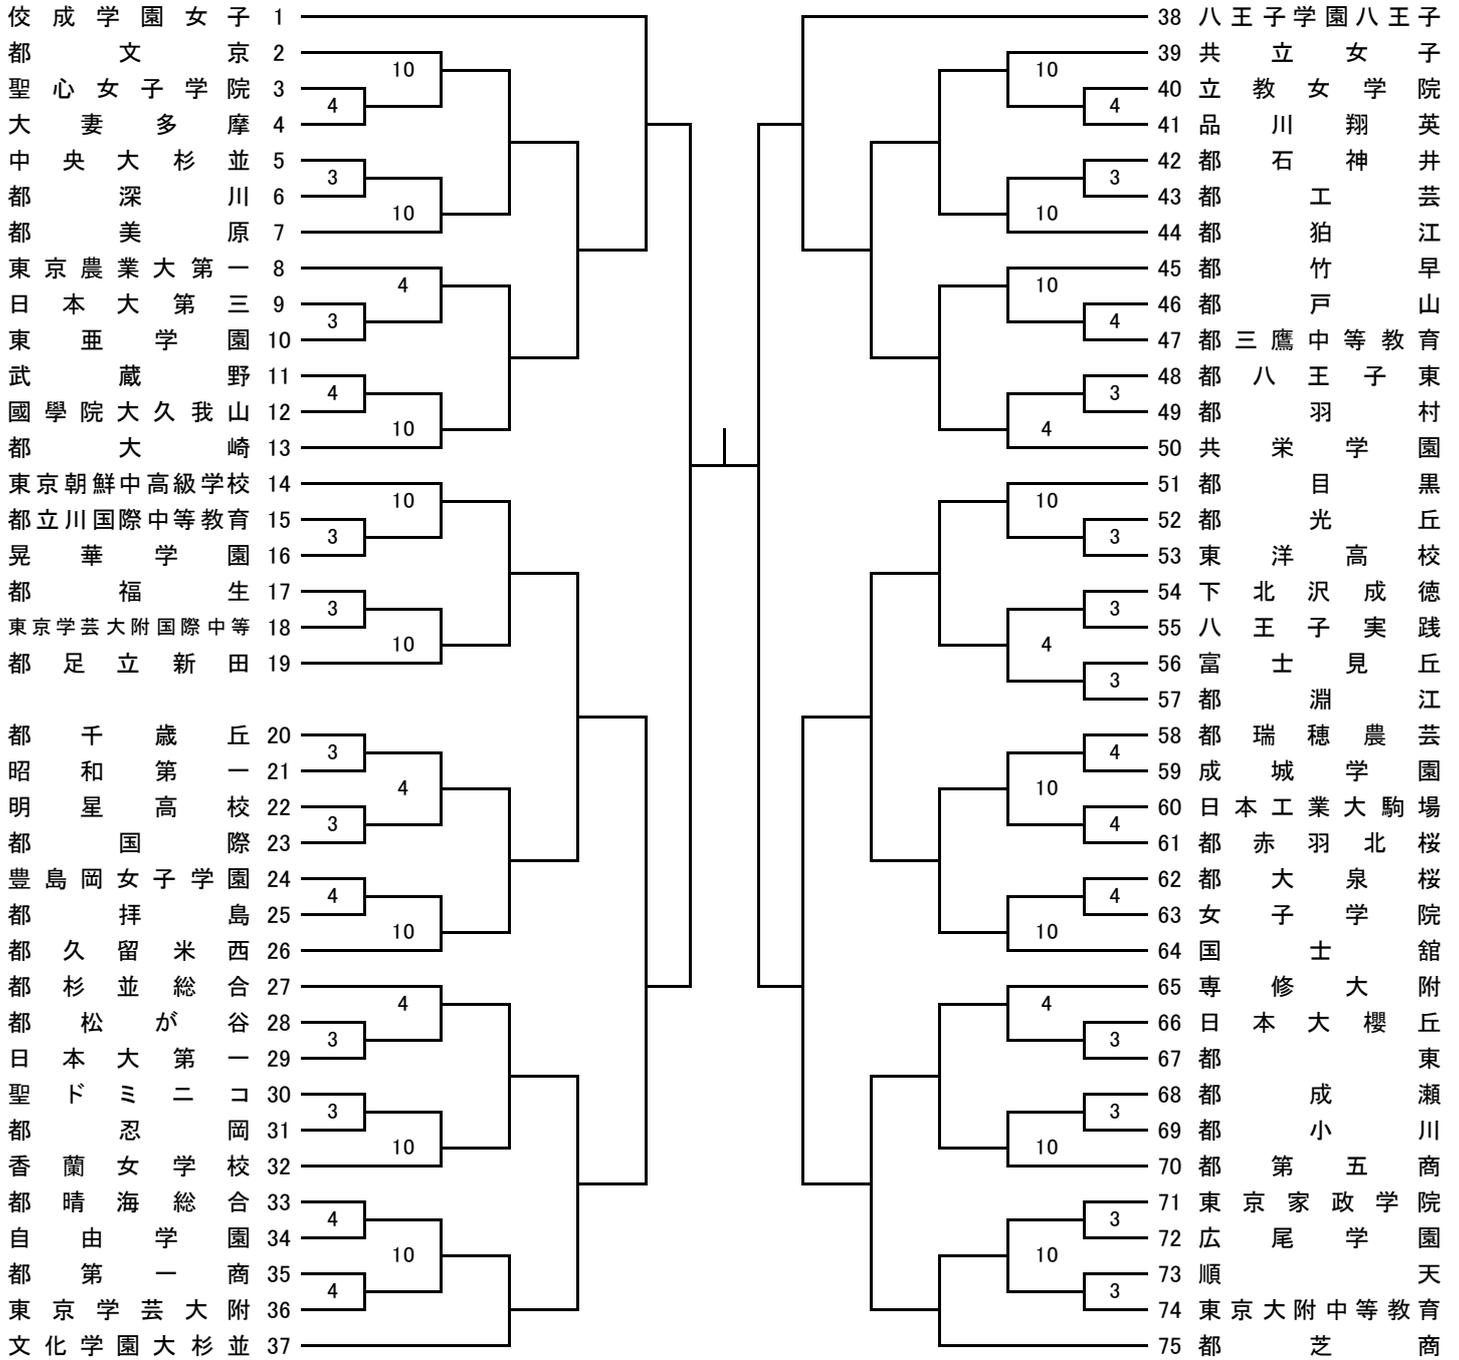 佼成学園女子 1
都文京 2
10
聖心女子学院 3
4
大妻多摩 4
中央大杉並 5
3
都深川 6
10
都美原 7
東京農業大第一 8
4
日本大第三 9
3
東亜学園 10
武蔵野 11
4
國學院大久我山 12
10
都大崎 13
東京朝鮮中高級学校 14
10
都立川国際中等教育 15
3
晃華学園 16
都福生 17
3
東京学芸大附国際中等 18
10
都足立新田 19
都千歳丘 20
3
昭和第一 21
4
明星高校 22
3
都国際 23
豊島岡女子学園 24
4
都拝島 25
10
都久留米西 26
都杉並総合 27
4
都松が谷 28
3
日本大第一 29
聖ドミニコ 30
3
都忍岡 31
10
香蘭女学校 32
都晴海総合 33
4
自由学園 34
10
都第一商 35
4
東京学芸大附 36
文化学園大杉並 37
38 八王子学園八王子
39 共立女子
10
40 立教女学院
4
41 品川翔英
42 都石神井
3
43 都工芸
10
44 都狛江
45 都竹早
10
46 都戸山
4
47 都三鷹中等教育
48 都八王子東
3
49 都羽村
4
50 共栄学園
51 都目黒
10
52 都光丘
3
53 東洋高校
54 下北沢成徳
3
55 八王子実践
4
56 富士見丘
3
57 都淵江
58 都瑞穂農芸
4
59 成城学園
10
60 日本工業大駒場
4
61 都赤羽北桜
62 都大泉桜
4
63 女子学院
10
64 国士舘
65 専修大附
4
66 日本大櫻丘
3
67 都東
68 都成瀬
3
69 都小川
10
70 都第五商
71 東京家政学院
3
72 広尾学園
10
73 順天
3
74 東京大附中等教育
75 都芝商